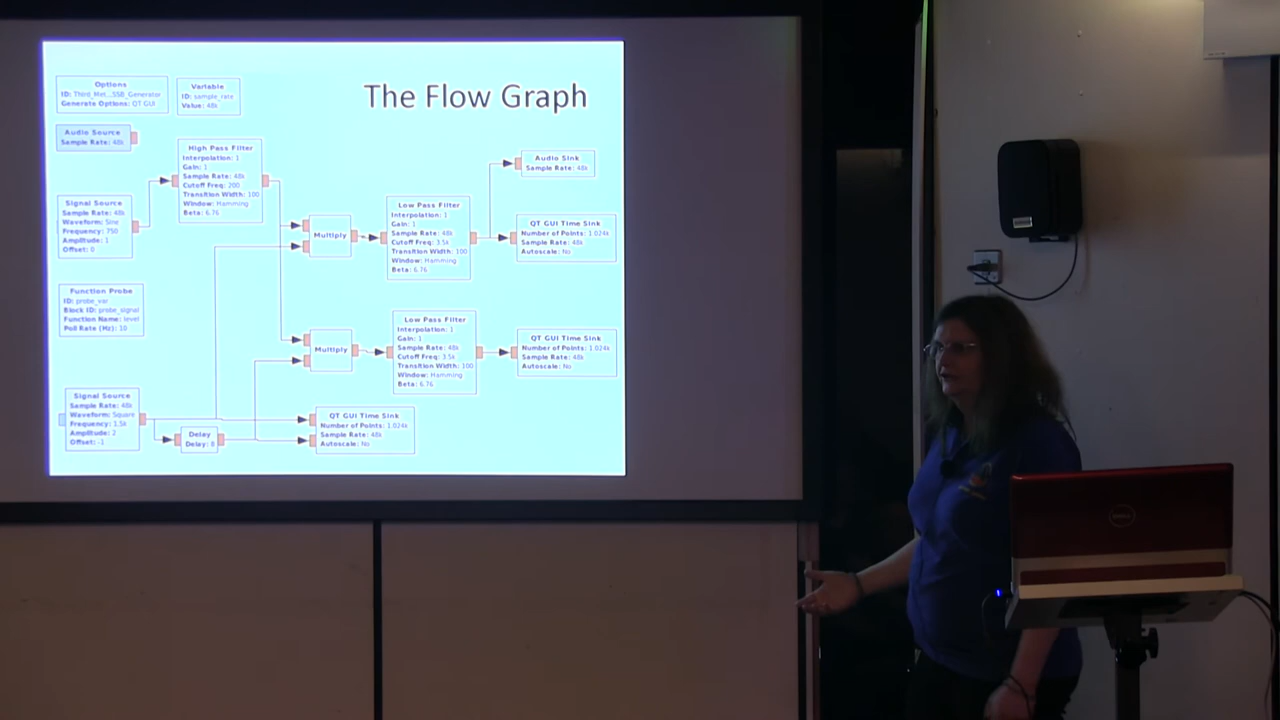 The Flow Graph
Options
ID: Third_Met...SSB_Generator
Generate Options: QT GUI
Variable
ID: sample_rate
Value: 48k
Audio Source
Sample Rate: 48k
High Pass Filter
Interpolation: 1
Gain: 1
Sample Rate: 48k
Cutoff Freq: 200
Transition Width: 100
Window: Hamming
Beta: 6.76
Signal Source
Sample Rate: 48k
Waveform: Sine
Frequency: 750
Amplitude: 1
Offset: 0
Multiply
Low Pass Filter
Interpolation: 1
Gain: 1
Sample Rate: 48k
Cutoff Freq: 3.5k
Transition Width: 100
Window: Hamming
Beta: 6.76
Audio Sink
Sample Rate: 48k
QT GUI Time Sink
Number of Points: 1.024k
Sample Rate: 48k
Autoscale: No
Function Probe
ID: probe_var
Block ID: probe_signal
Function Name: level
Poll Rate (Hz): 10
Multiply
Low Pass Filter
Interpolation: 1
Gain: 1
Sample Rate: 48k
Cutoff Freq: 3.5k
Transition Width: 100
Window: Hamming
Beta: 6.76
QT GUI Time Sink
Number of Points: 1.024k
Sample Rate: 48k
Autoscale: No
Signal Source
Sample Rate: 48k
Waveform: Square
Frequency: 1.5k
Amplitude: 2
Offset: -1
Delay
Delay: 8
QT GUI Time Sink
Number of Points: 1.024k
Sample Rate: 48k
Autoscale: No
DELL